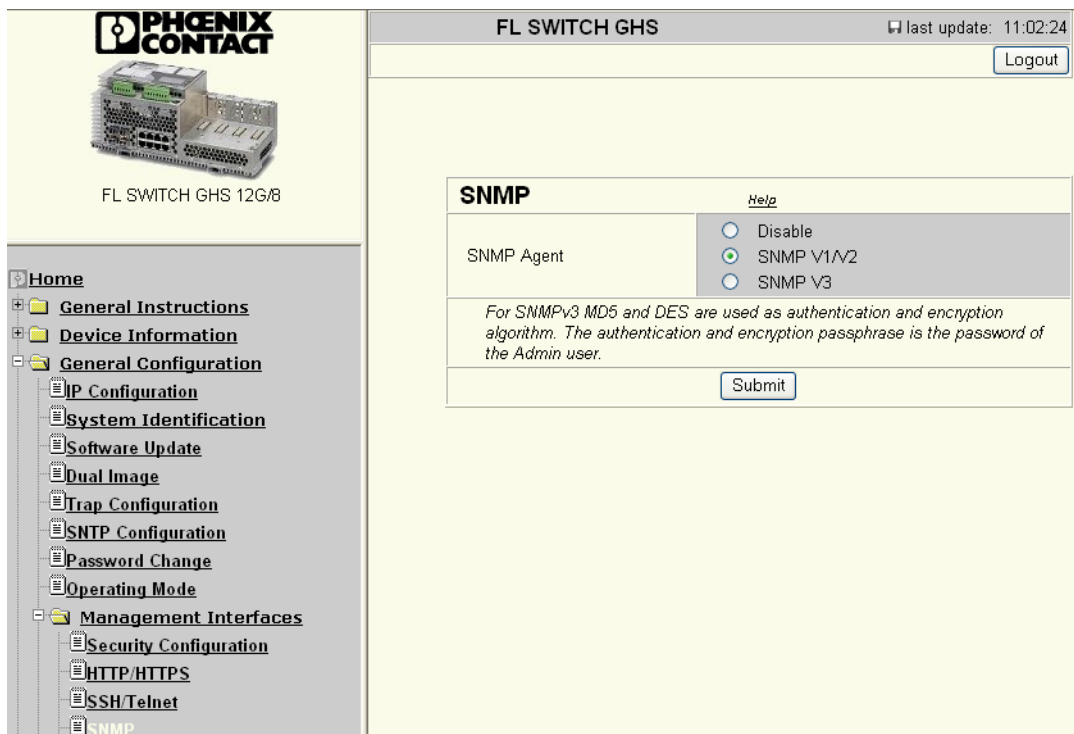 PHŒNIX
CONTACT
FL SWITCH GHS 12G/8
Home
General Instructions
Device Information
General Configuration
IP Configuration
System Identification
Software Update
Dual Image
Trap Configuration
SNTP Configuration
Password Change
Operating Mode
Management Interfaces
Security Configuration
HTTP/HTTPS
SSH/Telnet
SNMP
FL SWITCH GHS
last update: 11:02:24
Logout
SNMP
Help
SNMP Agent
Disable
SNMP V1/V2
SNMP V3
For SNMPv3 MD5 and DES are used as authentication and encryption
algorithm. The authentication and encryption passphrase is the password of
the Admin user.
Submit